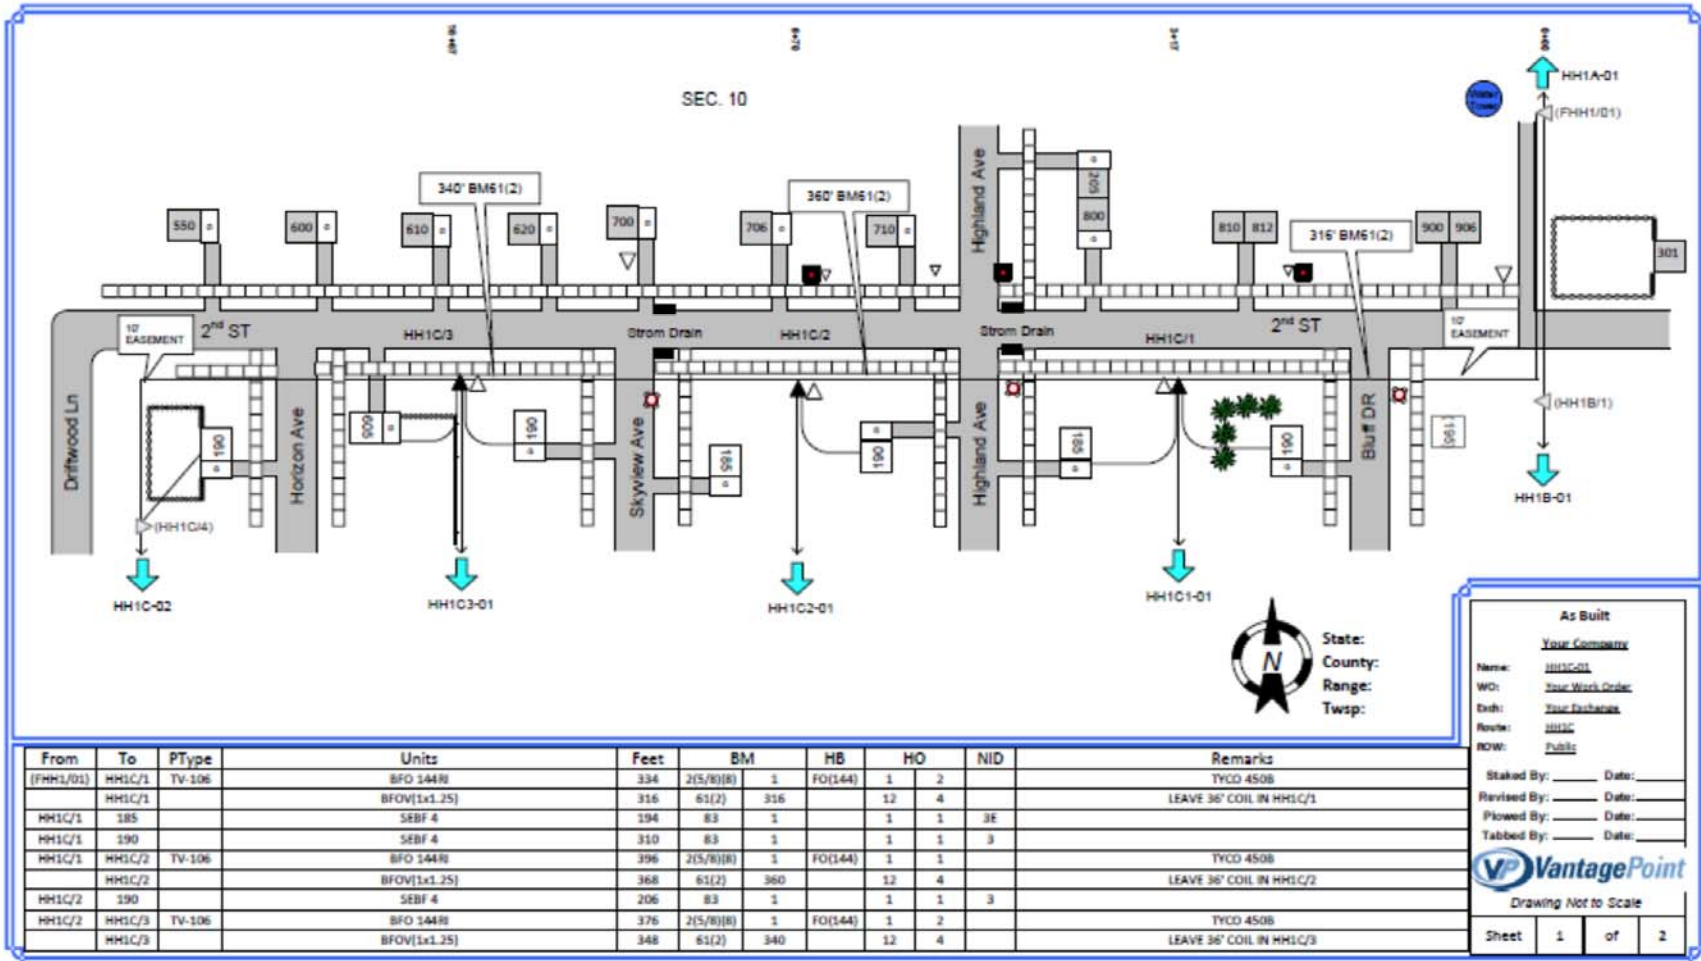 SEC. 10
HH1A-01
(FHH1/01)
340' BM61(2)
360' BM61(2)
316' BM61(2)
550
600
610
620
700
706
710
205
800
810 812
900 906
301
Highland Ave
10'
EASEMENT
2nd ST
HH1C/3
Strom Drain
HH1C/2
Strom Drain
HH1C/1
2nd ST
10'
EASEMENT
Driftwood Ln
Horizon Ave
Skyview Ave
Highland Ave
Bluff DR
061
605
061
185
061
185
061
(HH1B/1)
(HH1C/4)
HH1B-01
HH1C-02
HH1C3-01
HH1C2-01
HH1C1-01
N
State:
County:
Range:
Twsp:
As Built
Your Company
Name: HH1C-01
WO: Your Work Order
Exch: Your Exchange
Route: HH1C
ROW: Public
Staked By: Date:
Revised By: Date:
Plowed By: Date:
Tabbed By: Date:
VP VantagePoint
Drawing Not to Scale
Sheet 1 of 2
From To PType Units Feet BM HB HO NID Remarks
(FHH1/01) HH1C/1 TV-106 BFO 144RI 334 2(5/8)(8) 1 FO(144) 1 2 TYCO 450B
HH1C/1 BFOV(1x1.25) 316 61(2) 316 12 4 LEAVE 36' COIL IN HH1C/1
HH1C/1 185 SEBF 4 194 83 1 1 1 3E
HH1C/1 190 SEBF 4 310 83 1 1 1 3
HH1C/1 HH1C/2 TV-106 BFO 144RI 396 2(5/8)(8) 1 FO(144) 1 1 TYCO 450B
HH1C/2 BFOV(1x1.25) 368 61(2) 360 12 4 LEAVE 36' COIL IN HH1C/2
HH1C/2 190 SEBF 4 206 83 1 1 1 3
HH1C/2 HH1C/3 TV-106 BFO 144RI 376 2(5/8)(8) 1 FO(144) 1 2 TYCO 450B
HH1C/3 BFOV(1x1.25) 348 61(2) 340 12 4 LEAVE 36' COIL IN HH1C/3